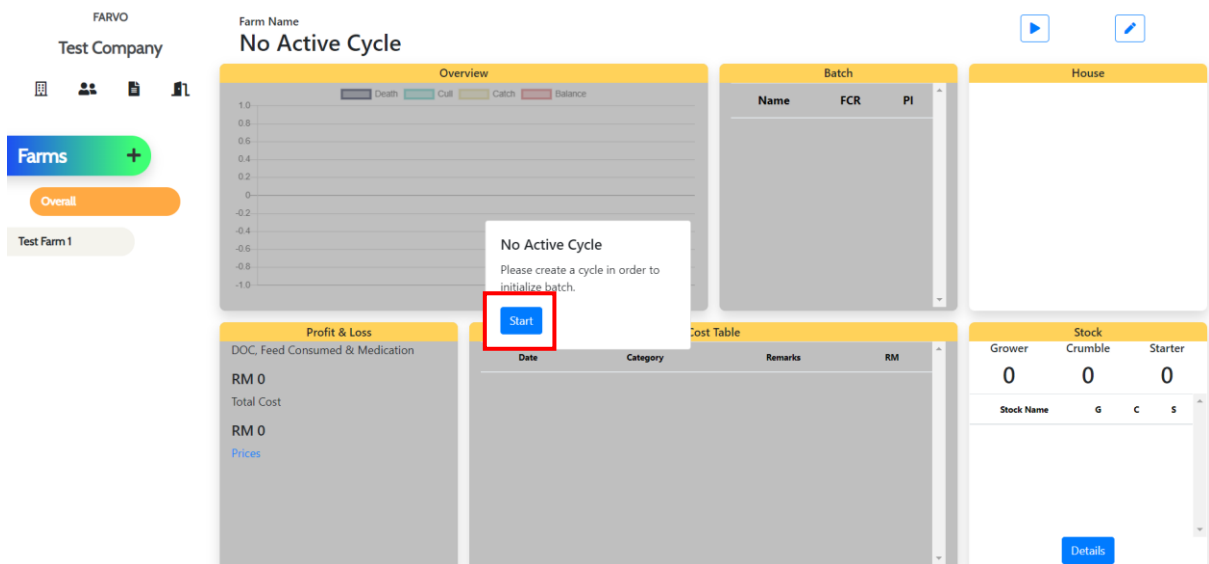 FARVO
Test Company
Farms +
Overall
Test Farm 1
Farm Name
No Active Cycle
Overview
Death Cull Catch Balance
1.0
0.8
0.6
0.4
0.2
0
-0.2
-0.4
-0.6
-0.8
-1.0
Batch
Name FCR PI
House
No Active Cycle
Please create a cycle in order to
initialize batch.
Start
Profit & Loss
DOC, Feed Consumed & Medication
RM 0
Total Cost
RM 0
Prices
Cost Table
Date Category Remarks RM
Stock
Grower Crumble Starter
0 0 0
Stock Name G C S
Details